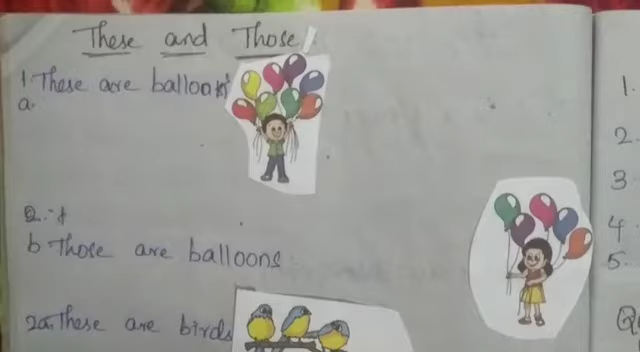 These and Those
1. These are balloons
a.
2.
b Those are balloons
2a. These are birds
1.
2.
3
4
5.